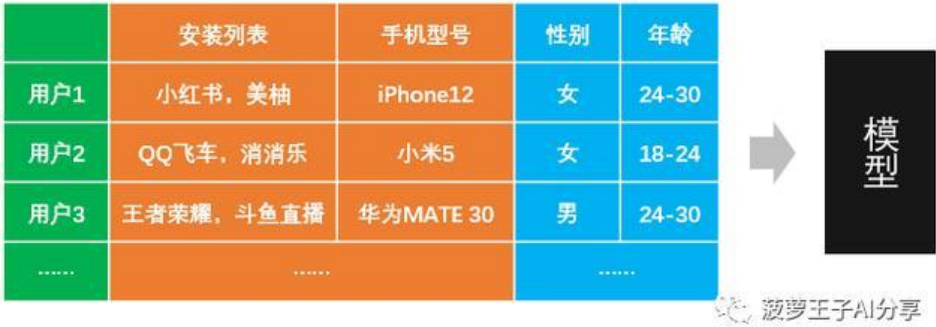 安装列表 手机型号 性别 年龄
用户1 小红书，美柚 iPhone12 女 24-30
用户2 QQ飞车，消消乐 小米5 女 18-24
用户3 王者荣耀，斗鱼直播 华为MATE 30 男 24-30
…… …… ……
模型
菠萝王子AI分享